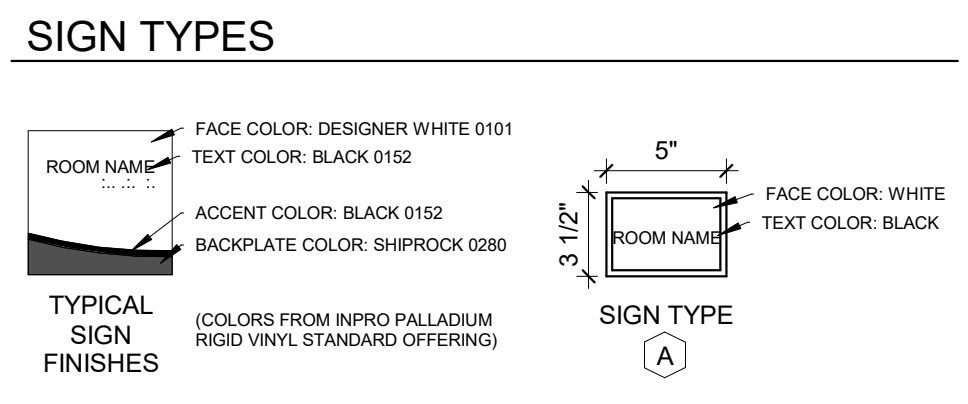 SIGN TYPES
FACE COLOR: DESIGNER WHITE 0101
TEXT COLOR: BLACK 0152
ROOM NAME
ACCENT COLOR: BLACK 0152
BACKPLATE COLOR: SHIPROCK 0280
TYPICAL
SIGN
FINISHES
(COLORS FROM INPRO PALLADIUM
RIGID VINYL STANDARD OFFERING)
5"
3 1/2"
FACE COLOR: WHITE
TEXT COLOR: BLACK
ROOM NAME
SIGN TYPE
A